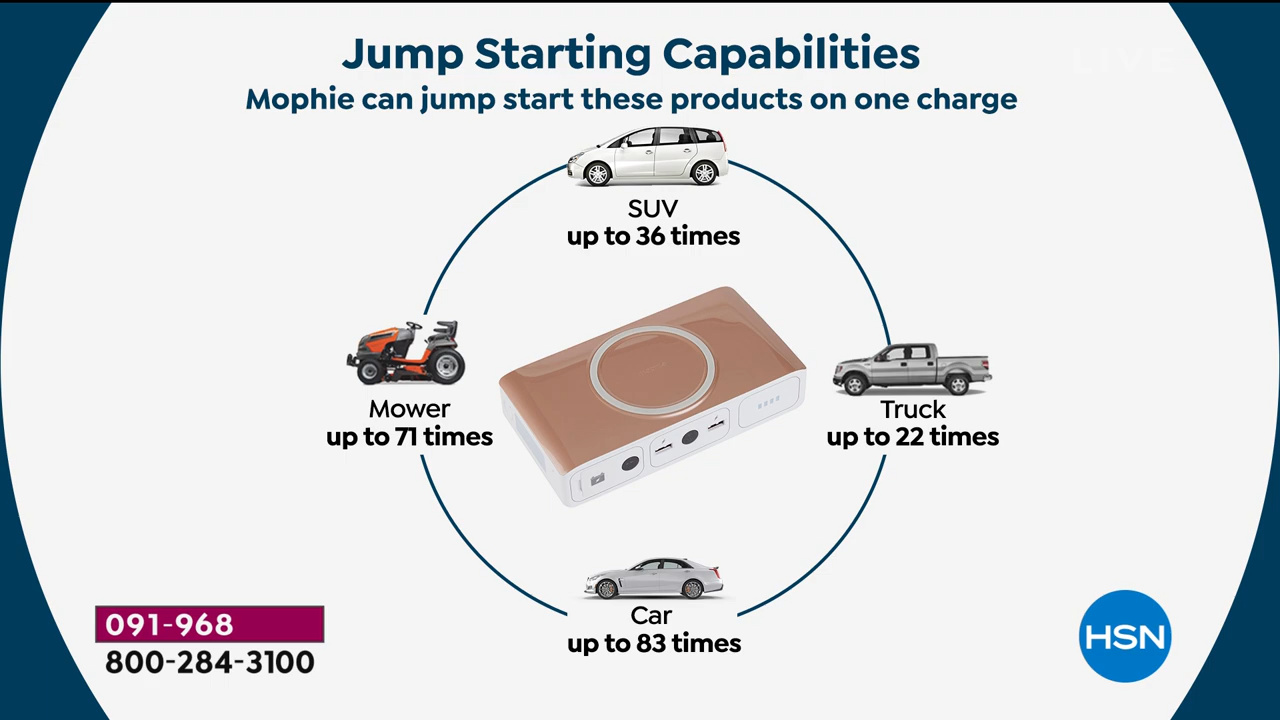 Jump Starting Capabilities
LIVE
Mophie can jump start these products on one charge
SUV
up to 36 times
Mower
up to 71 times
Truck
up to 22 times
Car
up to 83 times
091-968
800-284-3100
HSN